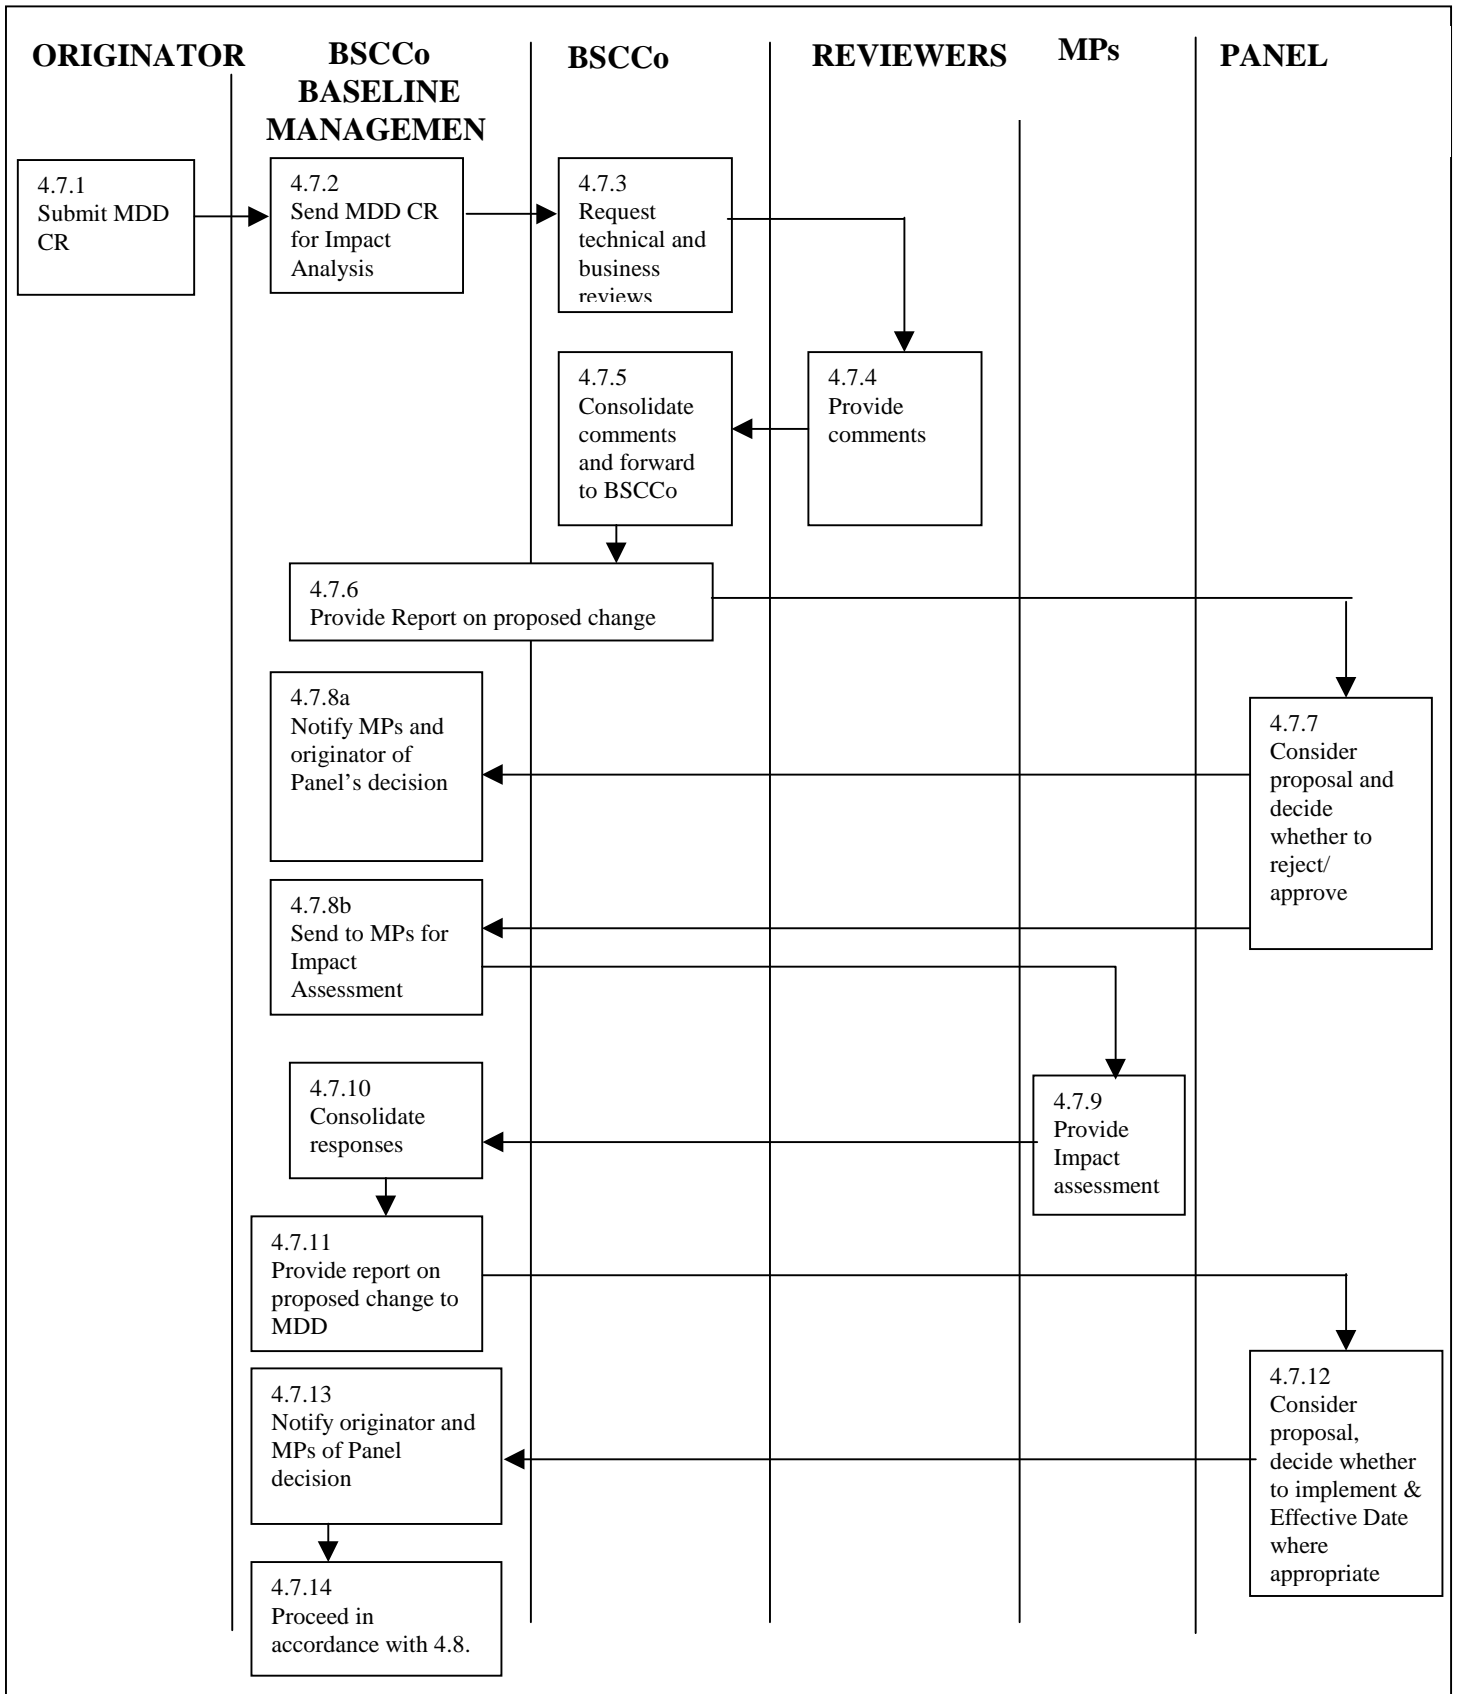 ORIGINATOR
BSCCo
BASELINE
MANAGEMEN
BSCCo
REVIEWERS
MPs
PANEL
4.7.1
Submit MDD
CR
4.7.2
Send MDD CR
for Impact
Analysis
4.7.3
Request
technical and
business
reviews
4.7.5
Consolidate
comments
and forward
to BSCCo
4.7.4
Provide
comments
4.7.6
Provide Report on proposed change
4.7.8a
Notify MPs and
originator of
Panel’s decision
4.7.7
Consider
proposal and
decide
whether to
reject/
approve
4.7.8b
Send to MPs for
Impact
Assessment
4.7.10
Consolidate
responses
4.7.9
Provide
Impact
assessment
4.7.11
Provide report on
proposed change to
MDD
4.7.13
Notify originator and
MPs of Panel
decision
4.7.12
Consider
proposal,
decide whether
to implement &
Effective Date
where
appropriate
4.7.14
Proceed in
accordance with 4.8.